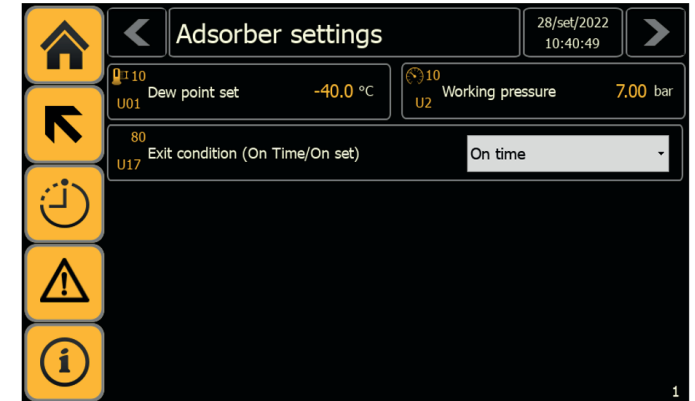 Adsorber settings
28/set/2022
10:40:49
10
U01 Dew point set -40.0 °C
10
U2 Working pressure 7.00 bar
80
U17 Exit condition (On Time/On set) On time
i
1